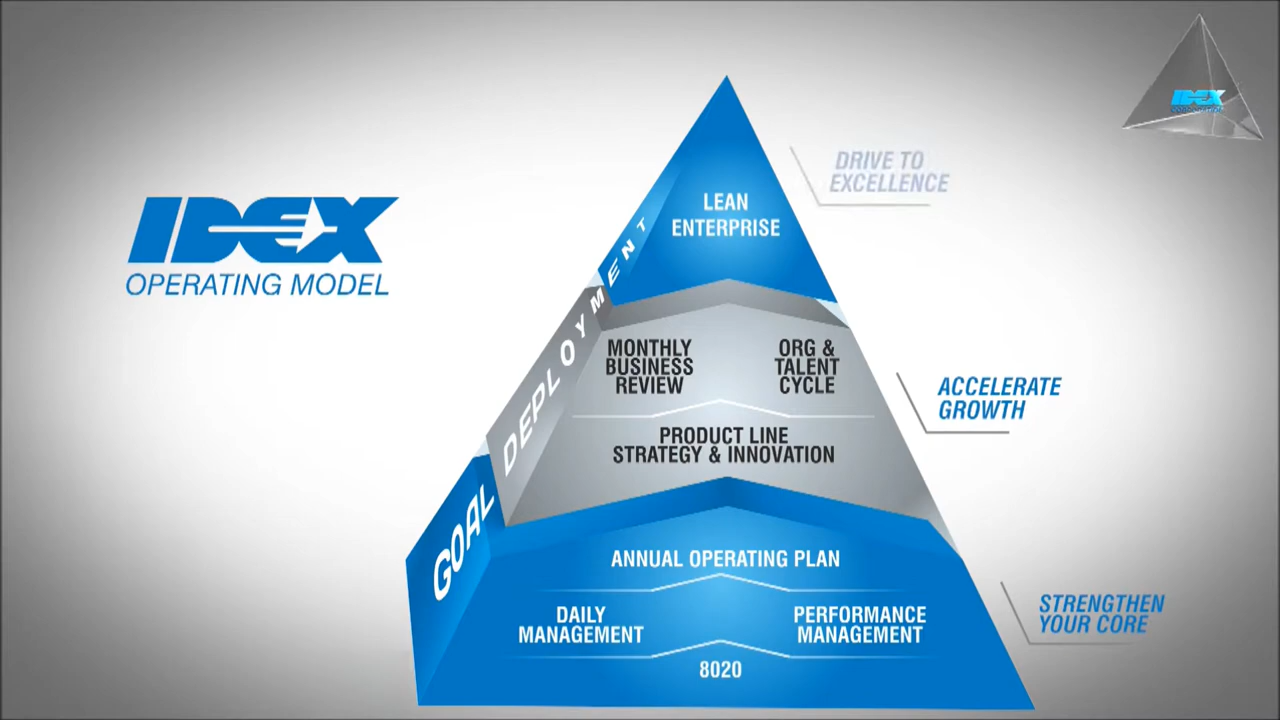 IDEX
OPERATING MODEL
IDEX
DRIVE TO
EXCELLENCE
LEAN
ENTERPRISE
GOAL DEPLOYMENT
MONTHLY
BUSINESS
REVIEW
ORG &
TALENT
CYCLE
ACCELERATE
GROWTH
PRODUCT LINE
STRATEGY & INNOVATION
ANNUAL OPERATING PLAN
DAILY
MANAGEMENT
PERFORMANCE
MANAGEMENT
STRENGTHEN
YOUR CORE
8020